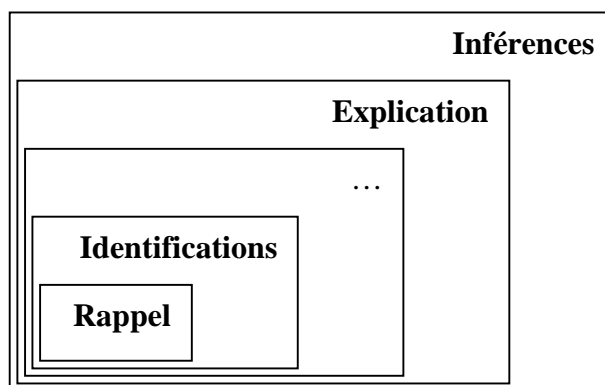 Inférences
Explication
…
Identifications
Rappel